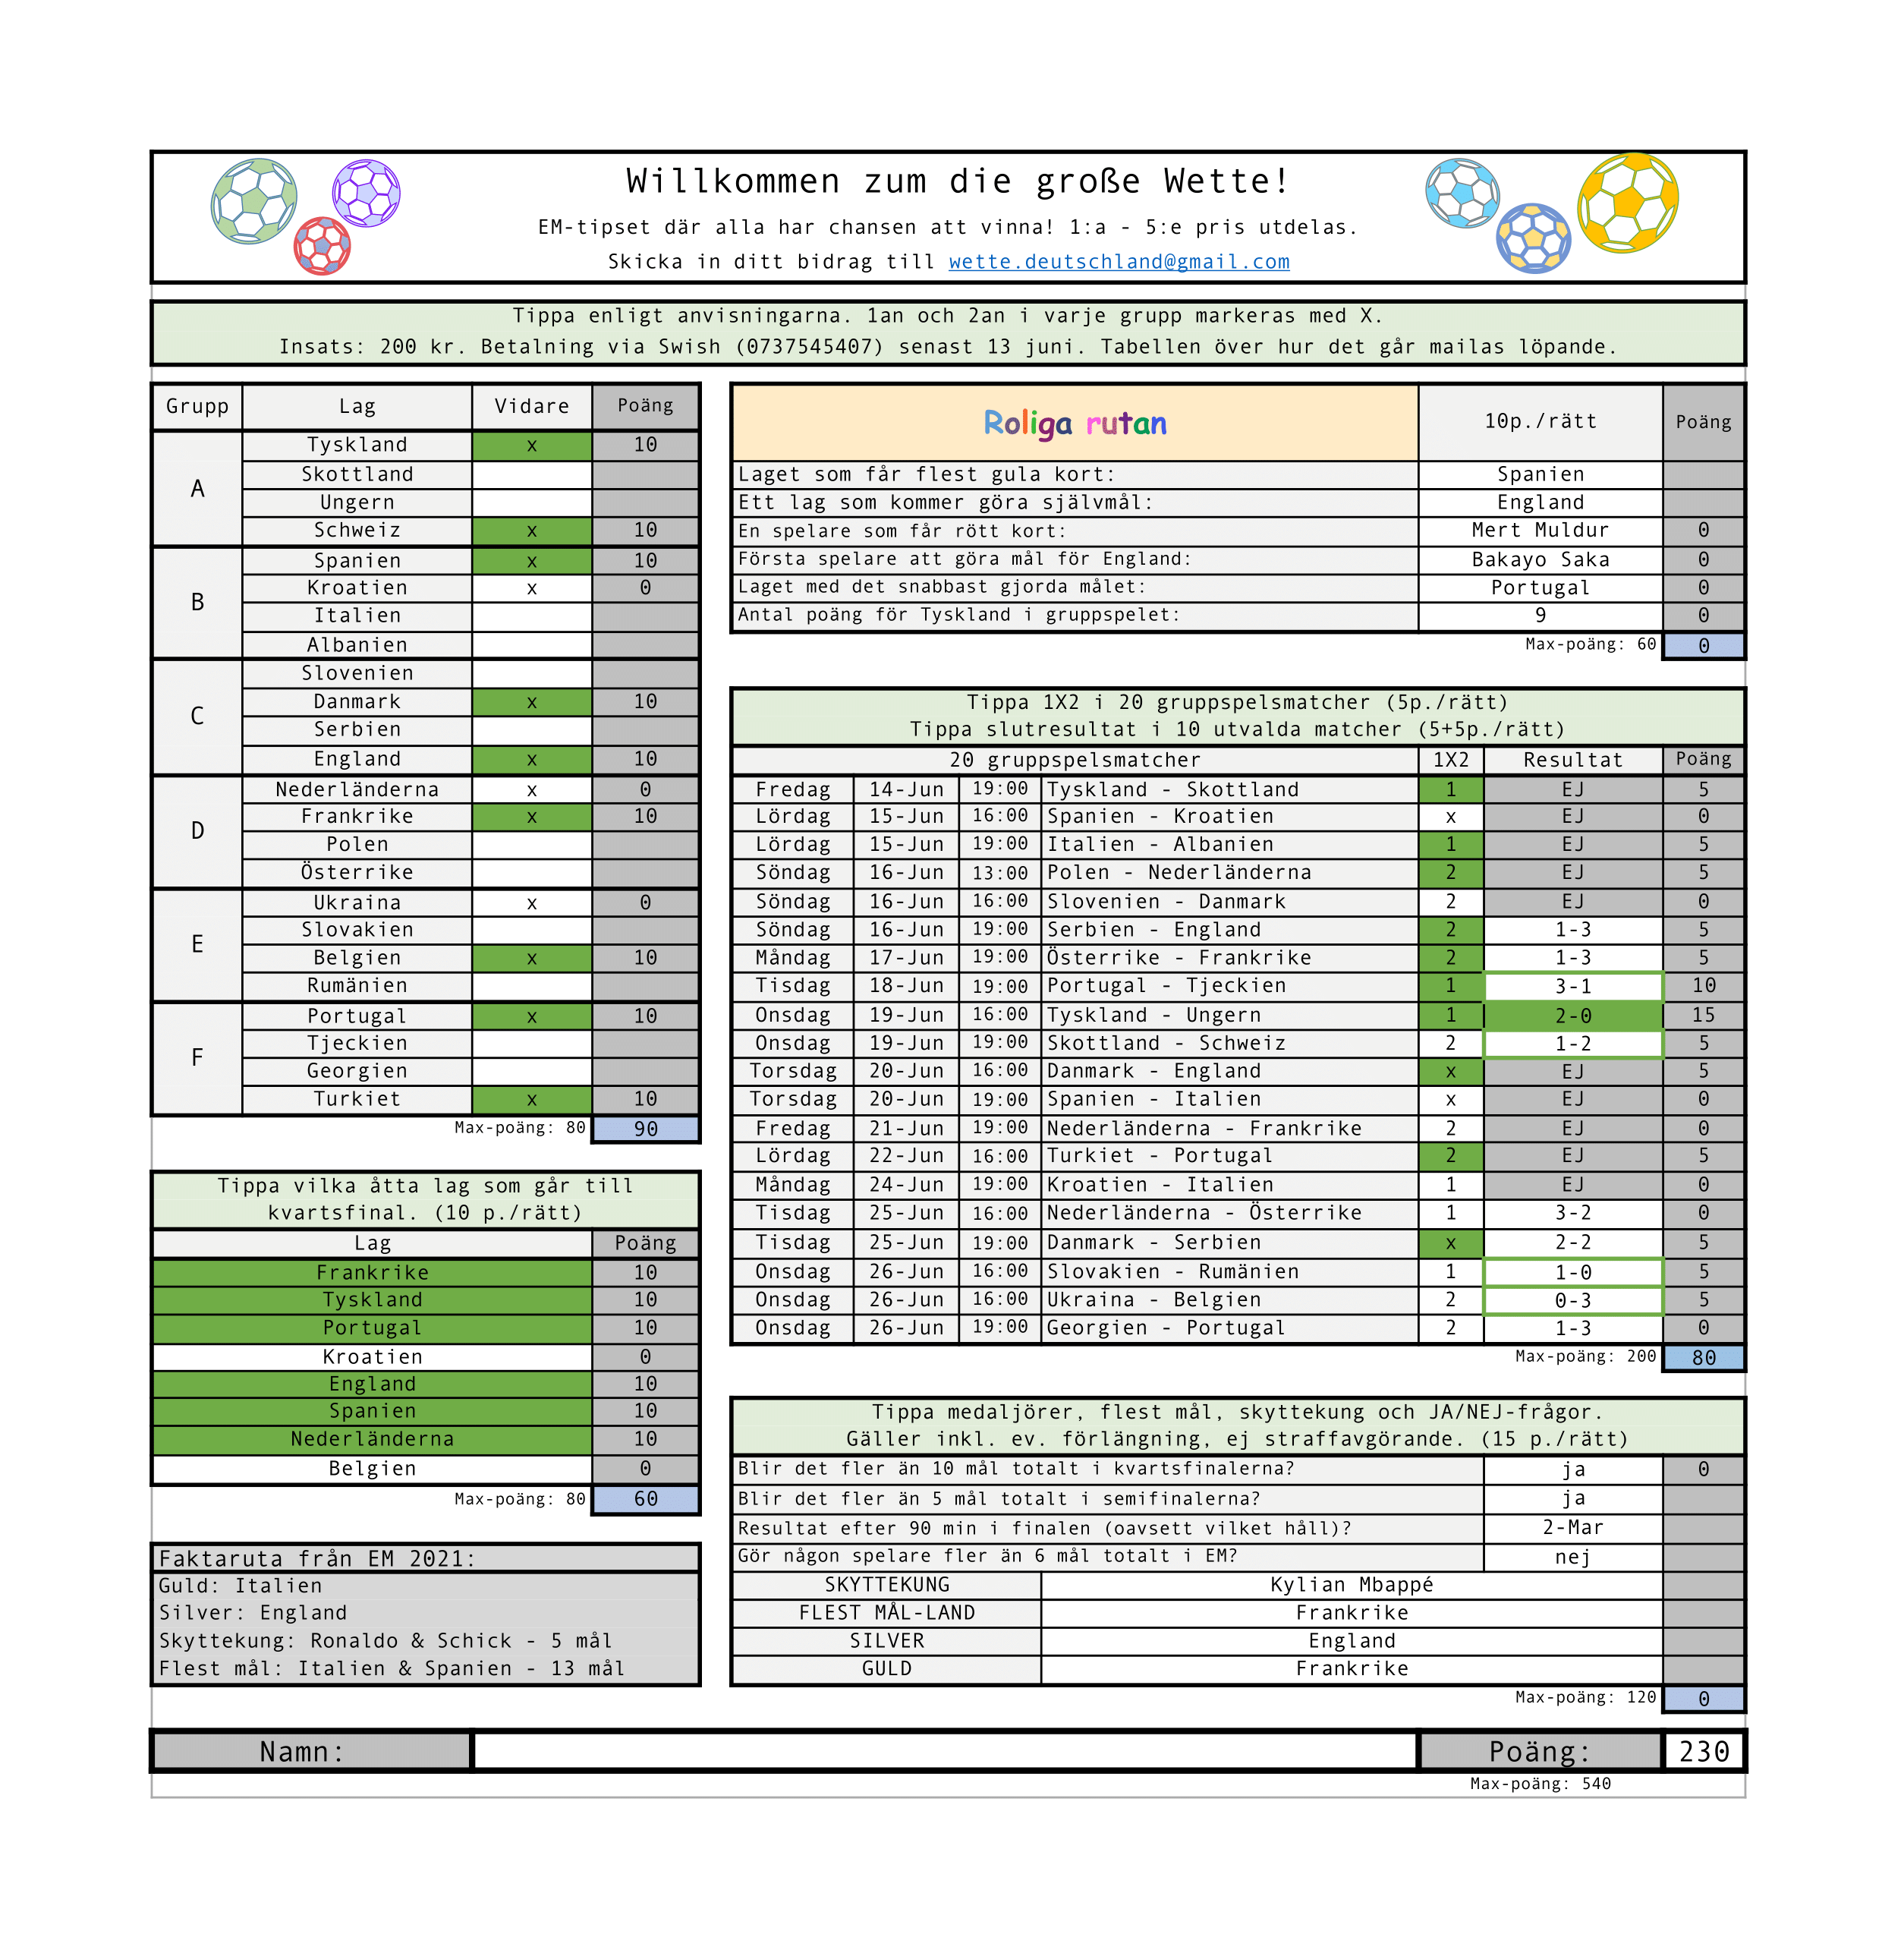 Willkommen zum die große Wette!
EM-tipset där alla har chansen att vinna! 1:a - 5:e pris utdelas.
Skicka in ditt bidrag till wette.deutschland@gmail.com
Tippa enligt anvisningarna. 1an och 2an i varje grupp markeras med X.
Insats: 200 kr. Betalning via Swish (0737545407) senast 13 juni. Tabellen över hur det går mailas löpande.
Grupp Lag Vidare Poäng
A
Tyskland x 10
Skottland
Ungern
Schweiz x 10
B
Spanien x 10
Kroatien x 0
Italien
Albanien
C
Slovenien
Danmark x 10
Serbien
England x 10
D
Nederländerna x 0
Frankrike x 10
Polen
Österrike
E
Ukraina x 0
Slovakien
Belgien x 10
Rumänien
F
Portugal x 10
Tjeckien
Georgien
Turkiet x 10
Max-poäng: 80 90
Tippa vilka åtta lag som går till
kvartsfinal. (10 p./rätt)
Lag Poäng
Frankrike 10
Tyskland 10
Portugal 10
Kroatien 0
England 10
Spanien 10
Nederländerna 10
Belgien 0
Max-poäng: 80 60
Faktaruta från EM 2021:
Guld: Italien
Silver: England
Skyttekung: Ronaldo & Schick - 5 mål
Flest mål: Italien & Spanien - 13 mål
Roliga rutan 10p./rätt Poäng
Laget som får flest gula kort: Spanien
Ett lag som kommer göra självmål: England
En spelare som får rött kort: Mert Muldur 0
Första spelare att göra mål för England: Bakayo Saka 0
Laget med det snabbast gjorda målet: Portugal 0
Antal poäng för Tyskland i gruppspelet: 9 0
Max-poäng: 60 0
Tippa 1X2 i 20 gruppspelsmatcher (5p./rätt)
Tippa slutresultat i 10 utvalda matcher (5+5p./rätt)
20 gruppspelsmatcher 1X2 Resultat Poäng
Fredag 14-Jun 19:00 Tyskland - Skottland 1 EJ 5
Lördag 15-Jun 16:00 Spanien - Kroatien x EJ 0
Lördag 15-Jun 19:00 Italien - Albanien 1 EJ 5
Söndag 16-Jun 13:00 Polen - Nederländerna 2 EJ 5
Söndag 16-Jun 16:00 Slovenien - Danmark 2 EJ 0
Söndag 16-Jun 19:00 Serbien - England 2 1-3 5
Måndag 17-Jun 19:00 Österrike - Frankrike 2 1-3 5
Tisdag 18-Jun 19:00 Portugal - Tjeckien 1 3-1 10
Onsdag 19-Jun 16:00 Tyskland - Ungern 1 2-0 15
Onsdag 19-Jun 19:00 Skottland - Schweiz 2 1-2 5
Torsdag 20-Jun 16:00 Danmark - England x EJ 5
Torsdag 20-Jun 19:00 Spanien - Italien x EJ 0
Fredag 21-Jun 19:00 Nederländerna - Frankrike 2 EJ 0
Lördag 22-Jun 16:00 Turkiet - Portugal 2 EJ 5
Måndag 24-Jun 19:00 Kroatien - Italien 1 EJ 0
Tisdag 25-Jun 16:00 Nederländerna - Österrike 1 3-2 0
Tisdag 25-Jun 19:00 Danmark - Serbien x 2-2 5
Onsdag 26-Jun 16:00 Slovakien - Rumänien 1 1-0 5
Onsdag 26-Jun 16:00 Ukraina - Belgien 2 0-3 5
Onsdag 26-Jun 19:00 Georgien - Portugal 2 1-3 0
Max-poäng: 200 80
Tippa medaljörer, flest mål, skyttekung och JA/NEJ-frågor.
Gäller inkl. ev. förlängning, ej straffavgörande. (15 p./rätt)
Blir det fler än 10 mål totalt i kvartsfinalerna? ja 0
Blir det fler än 5 mål totalt i semifinalerna? ja
Resultat efter 90 min i finalen (oavsett vilket håll)? 2-Mar
Gör någon spelare fler än 6 mål totalt i EM? nej
SKYTTEKUNG Kylian Mbappé
FLEST MÅL-LAND Frankrike
SILVER England
GULD Frankrike
Max-poäng: 120 0
Namn: Poäng: 230
Max-poäng: 540